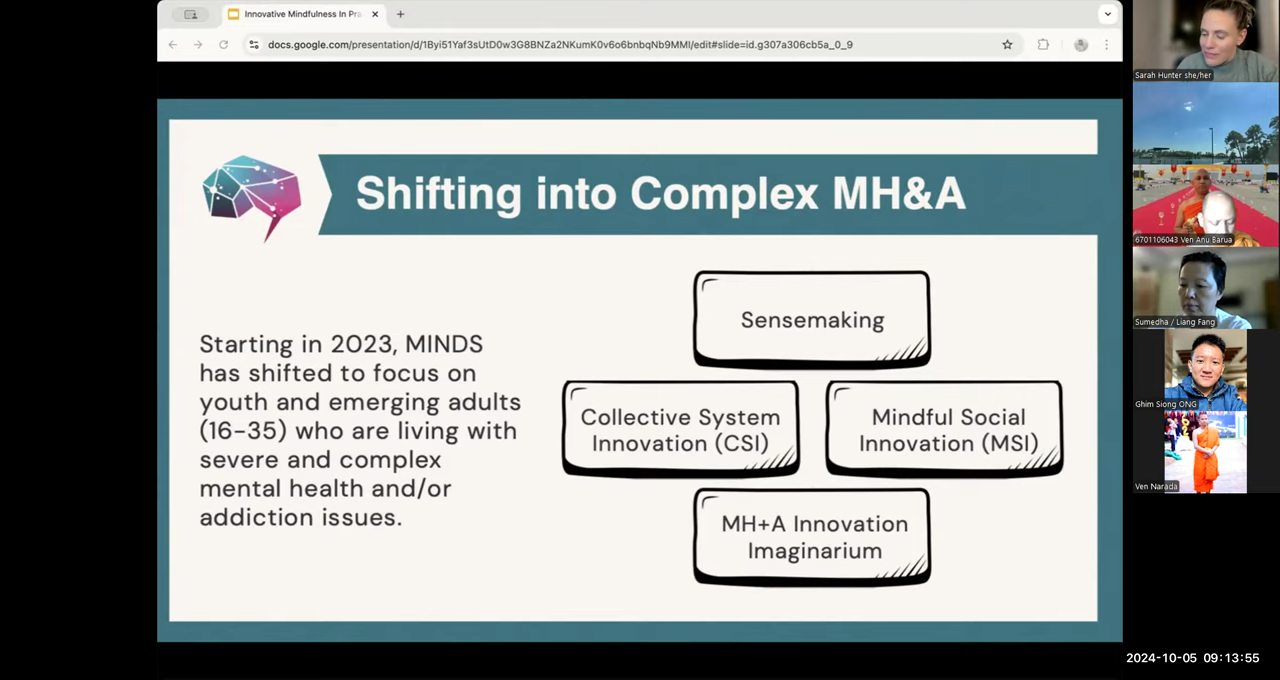 Innovative Mindfulness In Pra
docs.google.com/presentation/d/1Byi51Yaf3sUtD0w3G8BNZa2NKumK0v6o6bnbqNb9MMI/edit#slide=id.g307a306cb5a_0_9
Shifting into Complex MH&A
Starting in 2023, MINDS
has shifted to focus on
youth and emerging adults
(16-35) who are living with
severe and complex
mental health and/or
addiction issues.
Sensemaking
Collective System
Innovation (CSI)
Mindful Social
Innovation (MSI)
MH+A Innovation
Imaginarium
Sarah Hunter she/her
6701106043 Ven Anu Barua
Sumedha / Liang Fang
Ghim Siong ONG
Ven Narada
2024-10-05 09:13:55